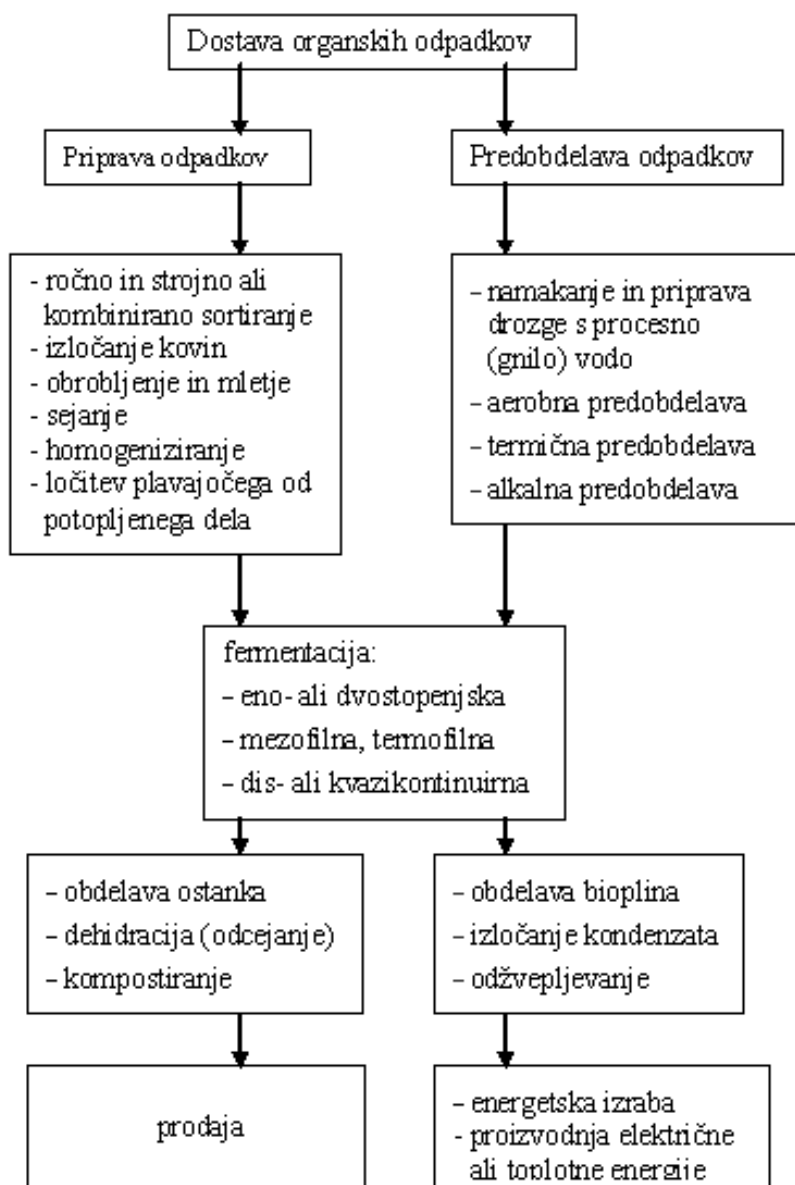 Dostava organskih odpadkov
Priprava odpadkov
Predobdelava odpadkov
- ročno in strojno ali
kombinirano sortiranje
- izločanje kovin
- obrobljenje in mletje
- sejanje
- homogeniziranje
- ločitev plavajočega od
potopljenega dela
– namakanje in priprava
drozge s procesno
(gnilo) vodo
– aerobna predobdelava
– termična predobdelava
– alkalna predobdelava
fermentacija:
– eno- ali dvostopenjska
– mezofilna, termofilna
– dis- ali kvazikontinuirna
– obdelava ostanka
– dehidracija (odcejanje)
– kompostiranje
– obdelava bioplina
– izločanje kondenzata
– odžvepljevanje
prodaja
– energetska izraba
- proizvodnja električne
ali toplotne energije